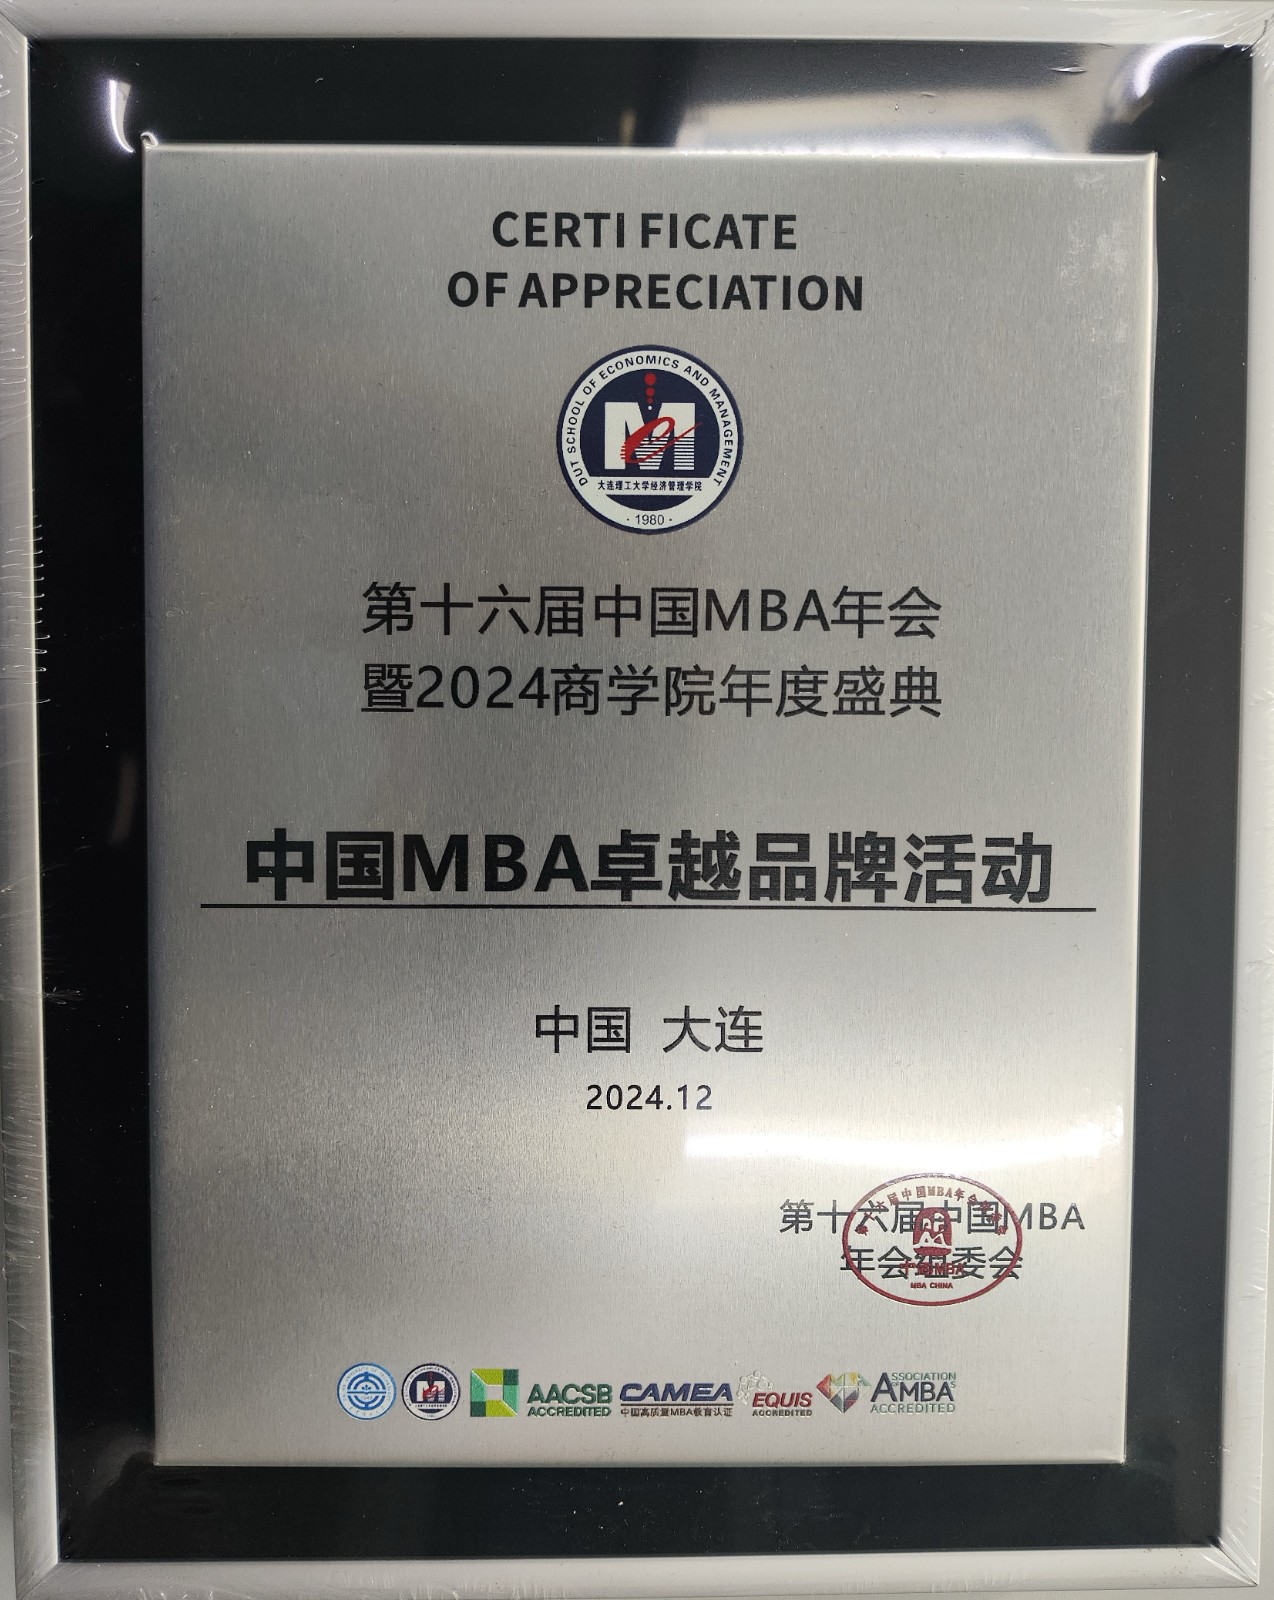 CERTIFICATE
OF APPRECIATION
DUT SCHOOL OF ECONOMICS AND MANAGEMENT
大连理工大学经济管理学院
· 1980 ·
第十六届中国MBA年会
暨2024商学院年度盛典
中国MBA卓越品牌活动
中国 大连
2024.12
第十六届中国MBA
年会组委会
中国MBA
MBA CHINA
AACSB
ACCREDITED
CAMEA
中国高质量MBA教育认证
EQUIS
ACCREDITED
ASSOCIATION
AMBA'S
ACCREDITED